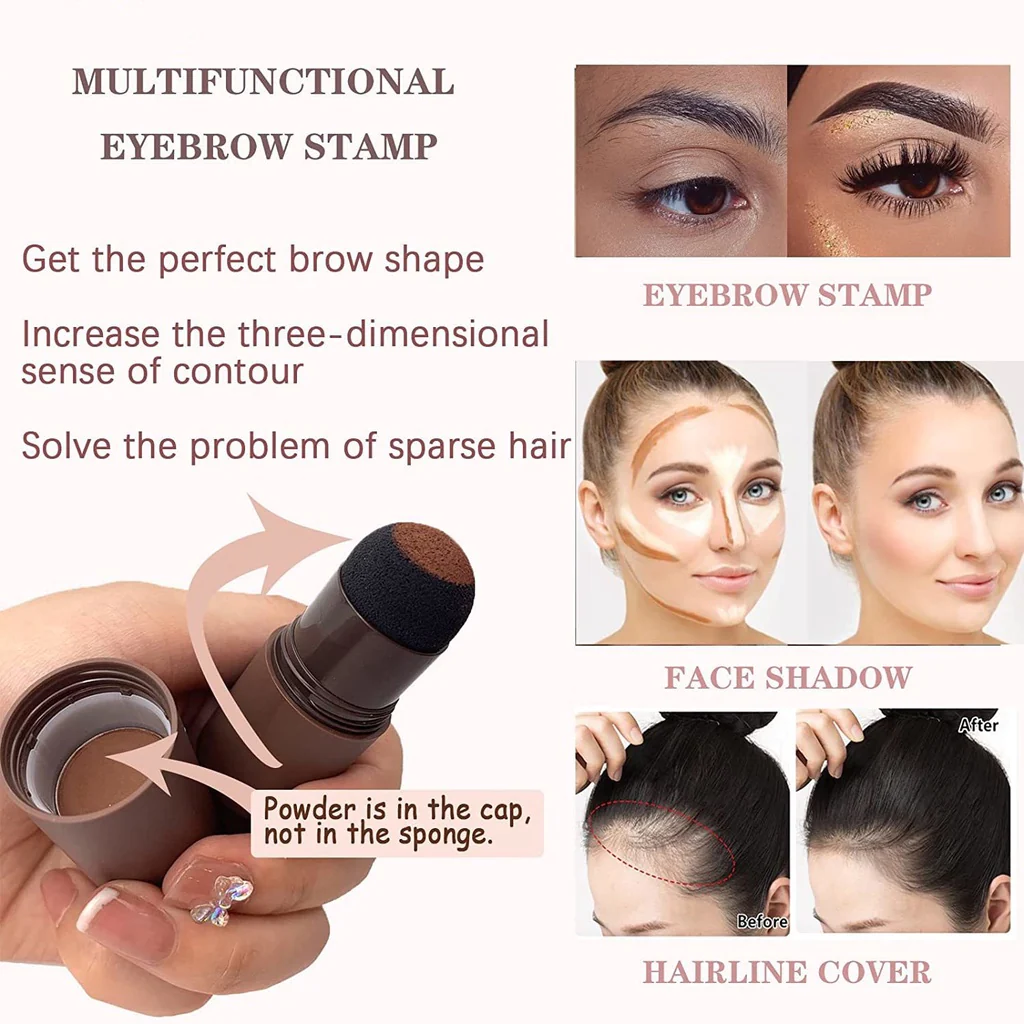 MULTIFUNCTIONAL
EYEBROW STAMP
Get the perfect brow shape
Increase the three-dimensional
sense of contour
Solve the problem of sparse hair
Powder is in the cap,
not in the sponge.
EYEBROW STAMP
FACE SHADOW
After
Before
HAIRLINE COVER